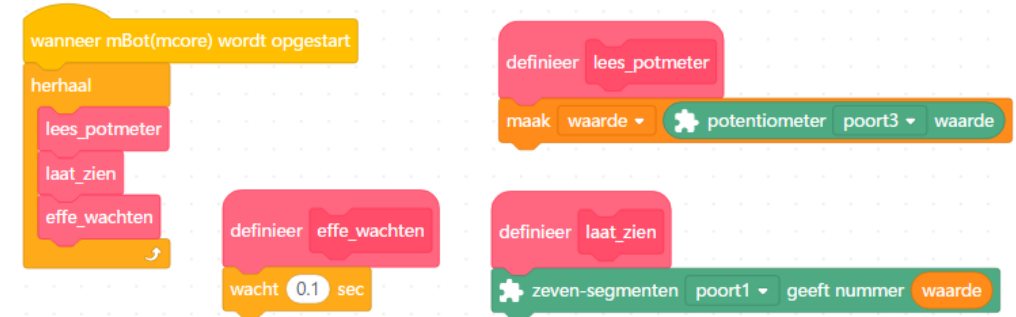 wanneer mBot(mcore) wordt opgestart
herhaal
lees_potmeter
laat_zien
effe_wachten
definieer effe_wachten
wacht 0.1 sec
definieer lees_potmeter
maak waarde potentiometer poort3 waarde
definieer laat_zien
zeven-segmenten poort1 geeft nummer waarde